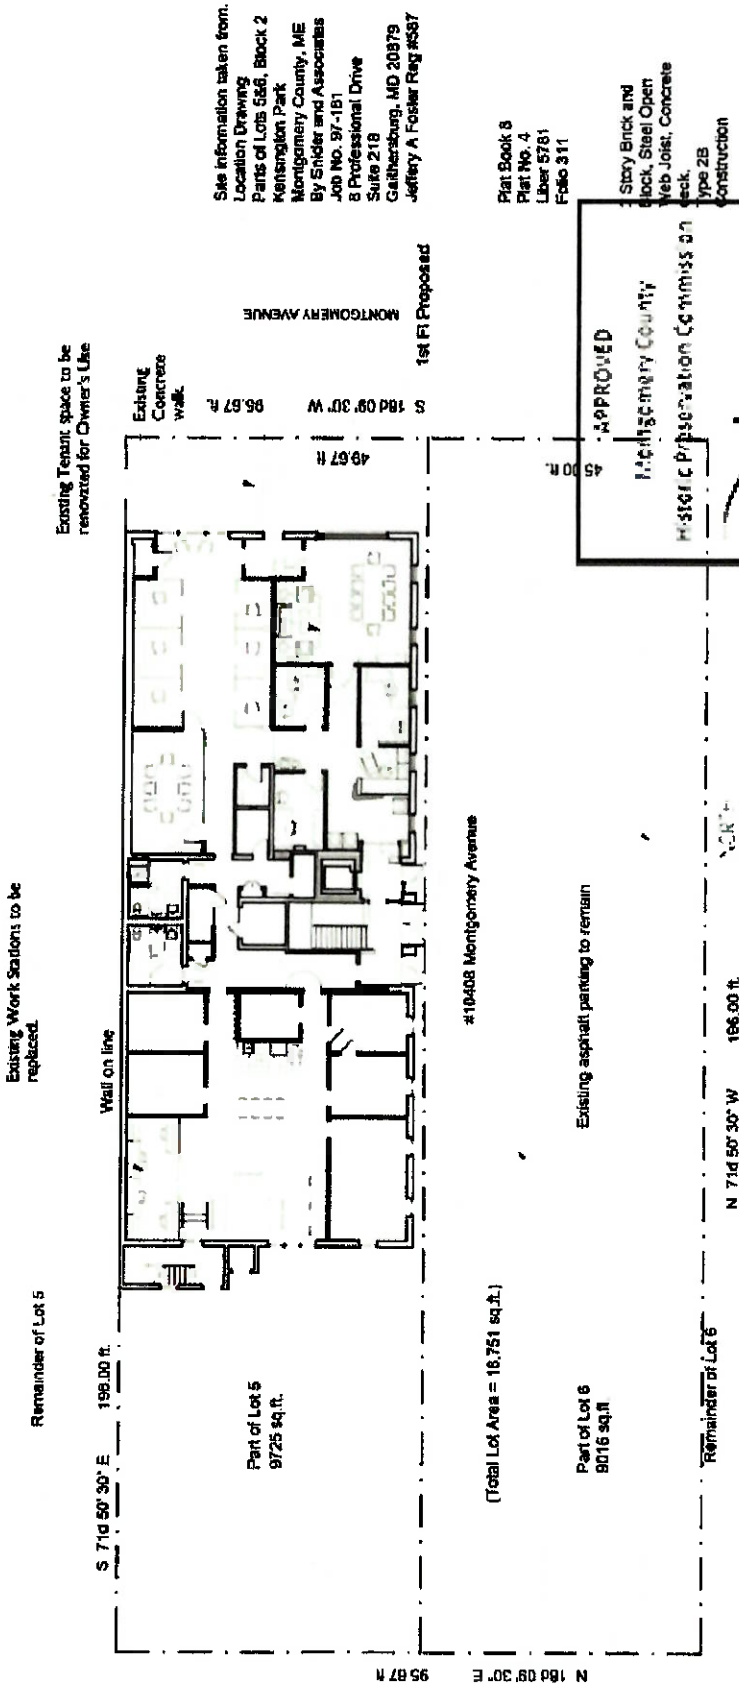 Site information taken from:
Location Drawing
Parts of Lots 5&6, Block 2
Kensington Park
Montgomery County, ME
By Snider and Associates
Job No. 97-181
8 Professional Drive
Suite 218
Gaithersburg, MD 20879
Jeffery A Foster Reg #587
Plat Book 8
Plat No. 4
Liber 5781
Folio 311
Story Brick and
Block, Steel Open
Web Joist, Concrete
deck,
Type 2B
Construction
APPROVED
Montgomery County
Historic Preservation Commission
MONTGOMERY AVENUE
1st Fl Proposed
Existing Tenant space to be
renovated for Owner's Use
Existing
Concrete
walk
S 18d 09' 30" W 95.67 ft.
49.67 ft
45.00 ft.
Existing Work Stations to be
replaced.
Wall on line
#10408 Montgomery Avenue
Existing asphalt parking to remain
NORTH
N 71d 50' 30" W 196.00 ft.
Remainder of Lot 5
S 71d 50' 30" E 196.00 ft.
Part of Lot 5
9725 sq.ft.
(Total Lot Area = 18,751 sq.ft.)
Part of Lot 6
9016 sq.ft
Remainder of Lot 6
95.67 ft
N 18d 09' 30" E